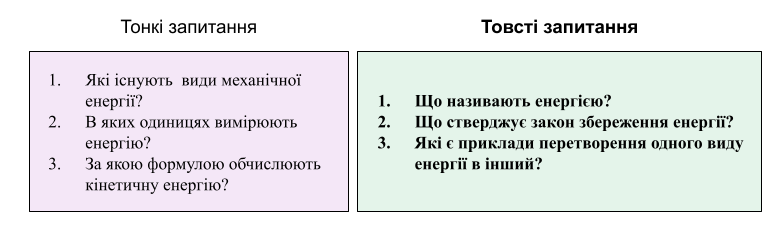 Тонкі запитання
Товсті запитання
1. Які існують види механічної
енергії?
2. В яких одиницях вимірюють
енергію?
3. За якою формулою обчислюють
кінетичну енергію?
1. Що називають енергією?
2. Що стверджує закон збереження енергії?
3. Які є приклади перетворення одного виду
енергії в інший?